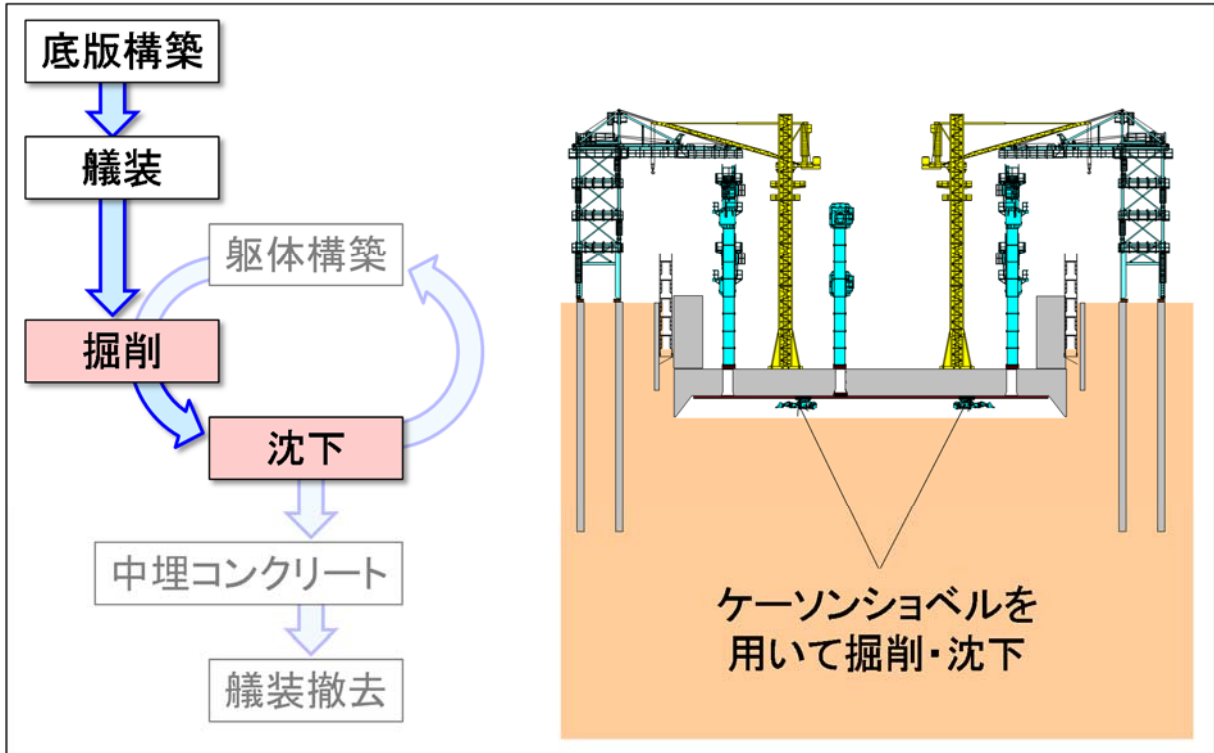 底版構築
艤装
躯体構築
掘削
沈下
中埋コンクリート
艤装撤去
ケーソンショベルを
用いて掘削・沈下